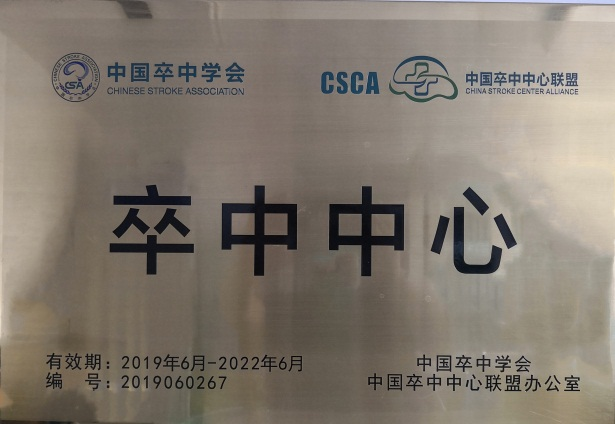 中国卒中学会
CHINESE STROKE ASSOCIATION
CSCA
中国卒中中心联盟
CHINA STROKE CENTER ALLIANCE
卒中中心
有效期：2019年6月-2022年6月
编 号：2019060267
中国卒中学会
中国卒中中心联盟办公室